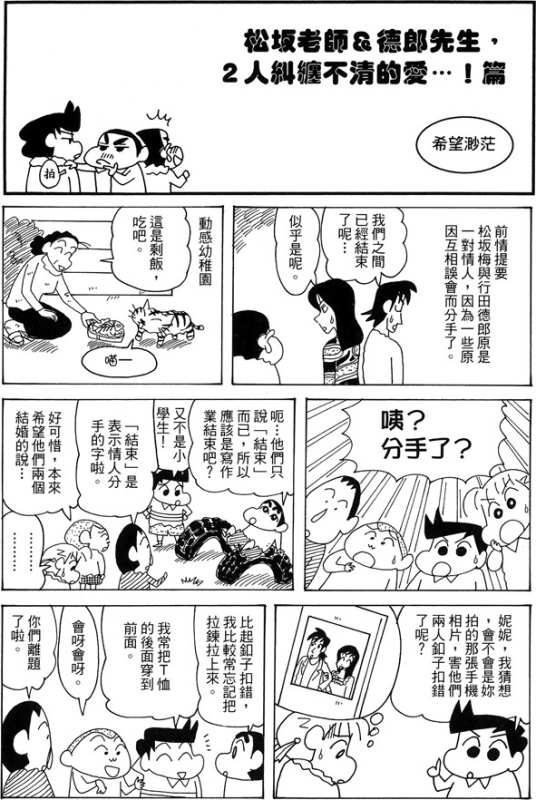 松坂老師&德郎先生，
２人糾纏不清的愛…！篇
希望渺茫
拍
前情提要
松坂梅與行田德郎原是
一對情人，因為一些原
因互相誤會而分手了。
我們之間
已經結束
了呢…
似乎是呢。
動感幼稚園
這是剩飯，
吃吧。
喵一
咦？
分手了？
呃…他們只
說「結束」
而已，所以
應該是寫作
業結束吧？
又不是小
學生！
「結束」是
表示情人分
手的字啦。
好可惜，本來
希望他們兩個
結婚的說…
………
………
妮妮，我猜想
，會不會是妳
拍的那張手機
相片，害他們
兩人釦子扣錯
了呢？
比起釦子扣錯，
我比較常忘記把
拉鍊拉上來。
我常把T恤
的後面穿到
前面。
會呀會呀。
你們離題
了啦。